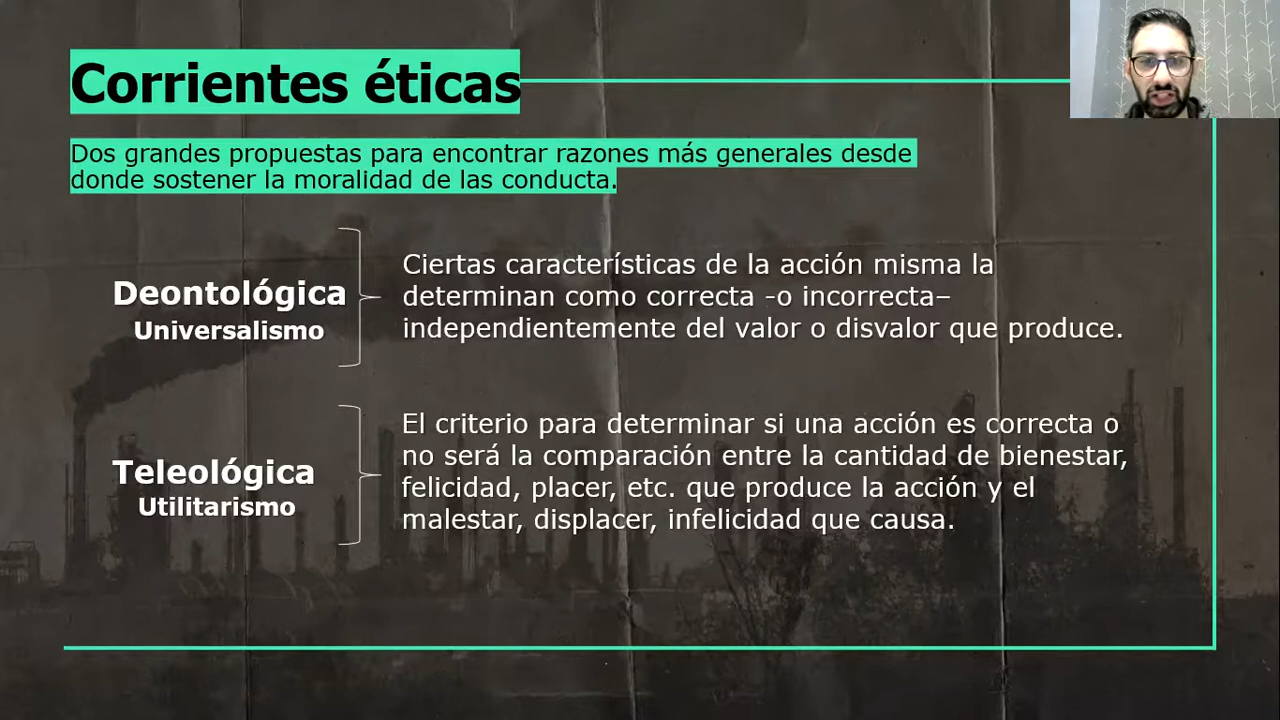 Corrientes éticas
Dos grandes propuestas para encontrar razones más generales desde
donde sostener la moralidad de las conducta.
Deontológica
Universalismo
Ciertas características de la acción misma la
determinan como correcta -o incorrecta–
independientemente del valor o disvalor que produce.
Teleológica
Utilitarismo
El criterio para determinar si una acción es correcta o
no será la comparación entre la cantidad de bienestar,
felicidad, placer, etc. que produce la acción y el
malestar, displacer, infelicidad que causa.